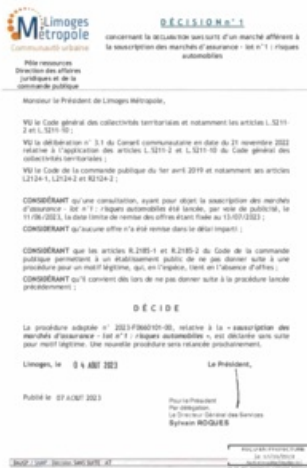 Limoges
Métropole
Communauté urbaine
Pôle ressources
Direction des affaires
juridiques et de la
commande publique
D É C I S I O N n° 1
concernant la DECLARATION SANS SUITE d'un marché afférent à
la souscription des marchés d'assurance - lot n°1 : risques
automobiles
Monsieur le Président de Limoges Métropole,
VU le Code général des collectivités territoriales et notamment les articles L.5211-
2 et L.5211-10 ;
VU la délibération n° 3.1 du Conseil communautaire en date du 21 novembre 2022
relative à l'application des articles L.5211-2 et L.5211-10 du Code général des
collectivités territoriales ;
VU le Code de la commande publique du 1er avril 2019 et notamment ses articles
L2124-1, L2124-2 et R2124-2 ;
CONSIDÉRANT qu'une consultation, ayant pour objet la souscription des marchés
d'assurance - lot n°1 : risques automobiles a été lancée, par voie de publicité, le
11/06/2023, la date limite de remise des offres étant fixée au 13/07/2023 ;
CONSIDÉRANT qu'aucune offre n'a été remise dans le délai imparti ;
CONSIDÉRANT que les articles R.2185-1 et R.2185-2 du Code de la commande
publique permettent à un établissement public de ne pas donner suite à une
procédure pour un motif légitime, qui, en l'espèce, tient en l'absence d'offres ;
CONSIDÉRANT qu'il convient dès lors de ne pas donner suite à la procédure lancée
précédemment ;
D É C I D E
La procédure adaptée n° 2023-F0660101-00, relative à la « souscription des
marchés d'assurance - lot n°1 : risques automobiles », est déclarée sans suite
pour motif légitime. Une nouvelle procédure sera relancée prochainement.
Limoges, le 04 AOUT 2023
Le Président,
Publié le 07 AOUT 2023
Pour le Président
Par délégation,
Le Directeur Général des Services
Sylvain ROQUES